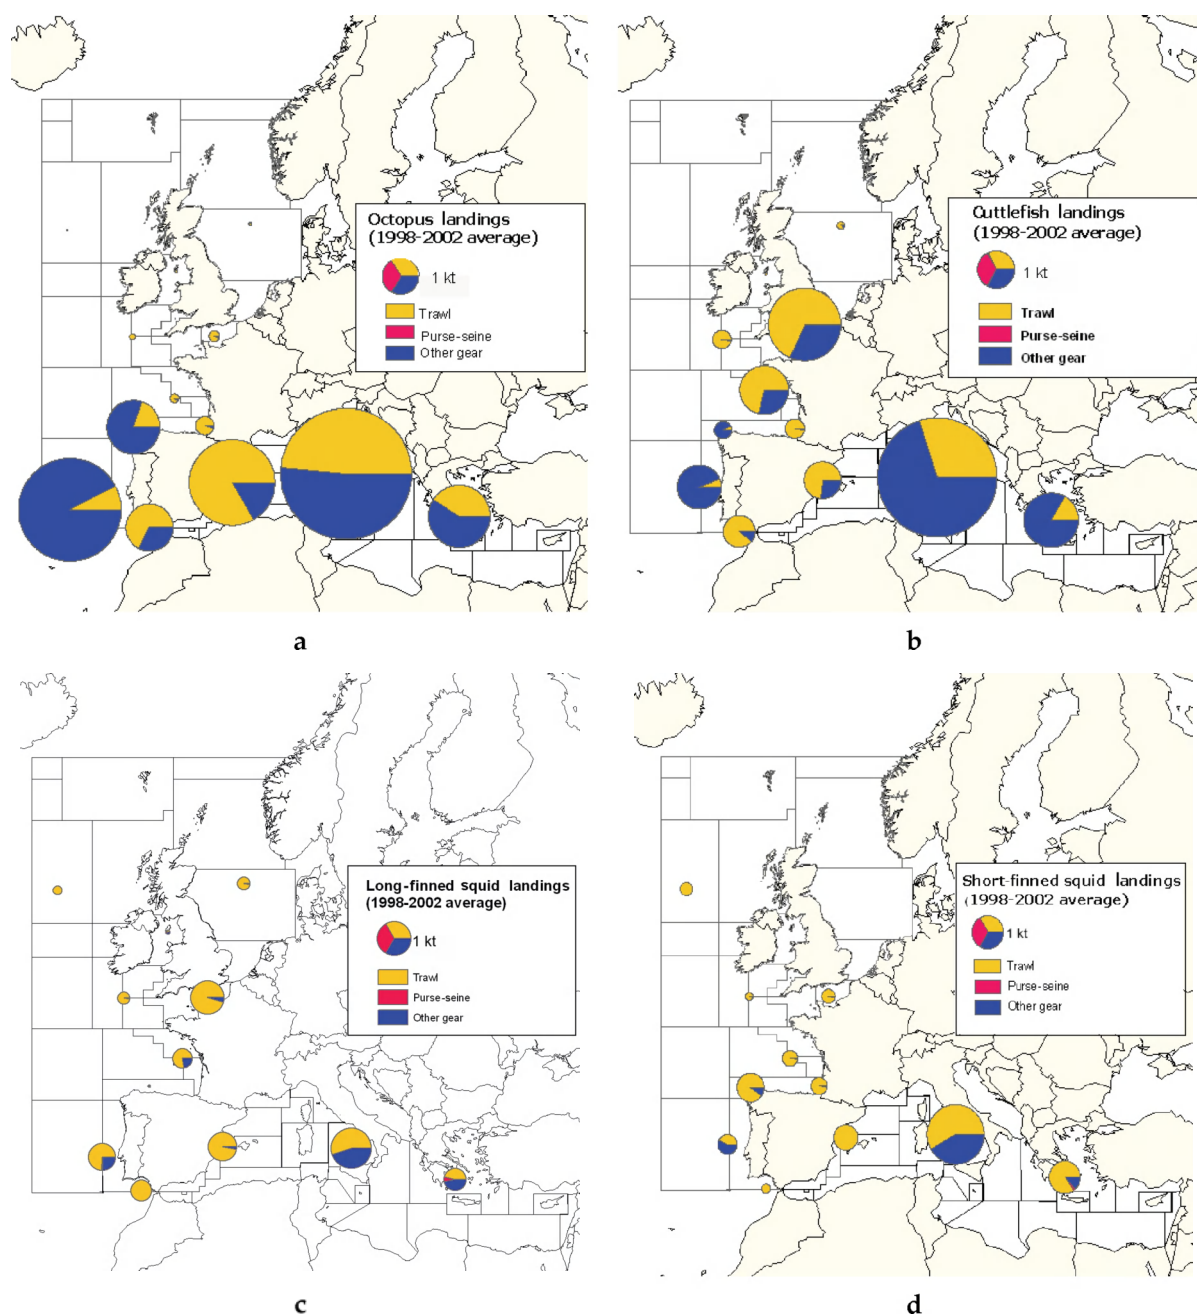 Octopus landings
(1998-2002 average)
1 kt
Trawl
Purse-seine
Other gear
a
Cuttlefish landings
(1998-2002 average)
1 kt
Trawl
Purse-seine
Other gear
b
Long-finned squid landings
(1998-2002 average)
1 kt
Trawl
Purse-seine
Other gear
c
Short-finned squid landings
(1998-2002 average)
1 kt
Trawl
Purse-seine
Other gear
d